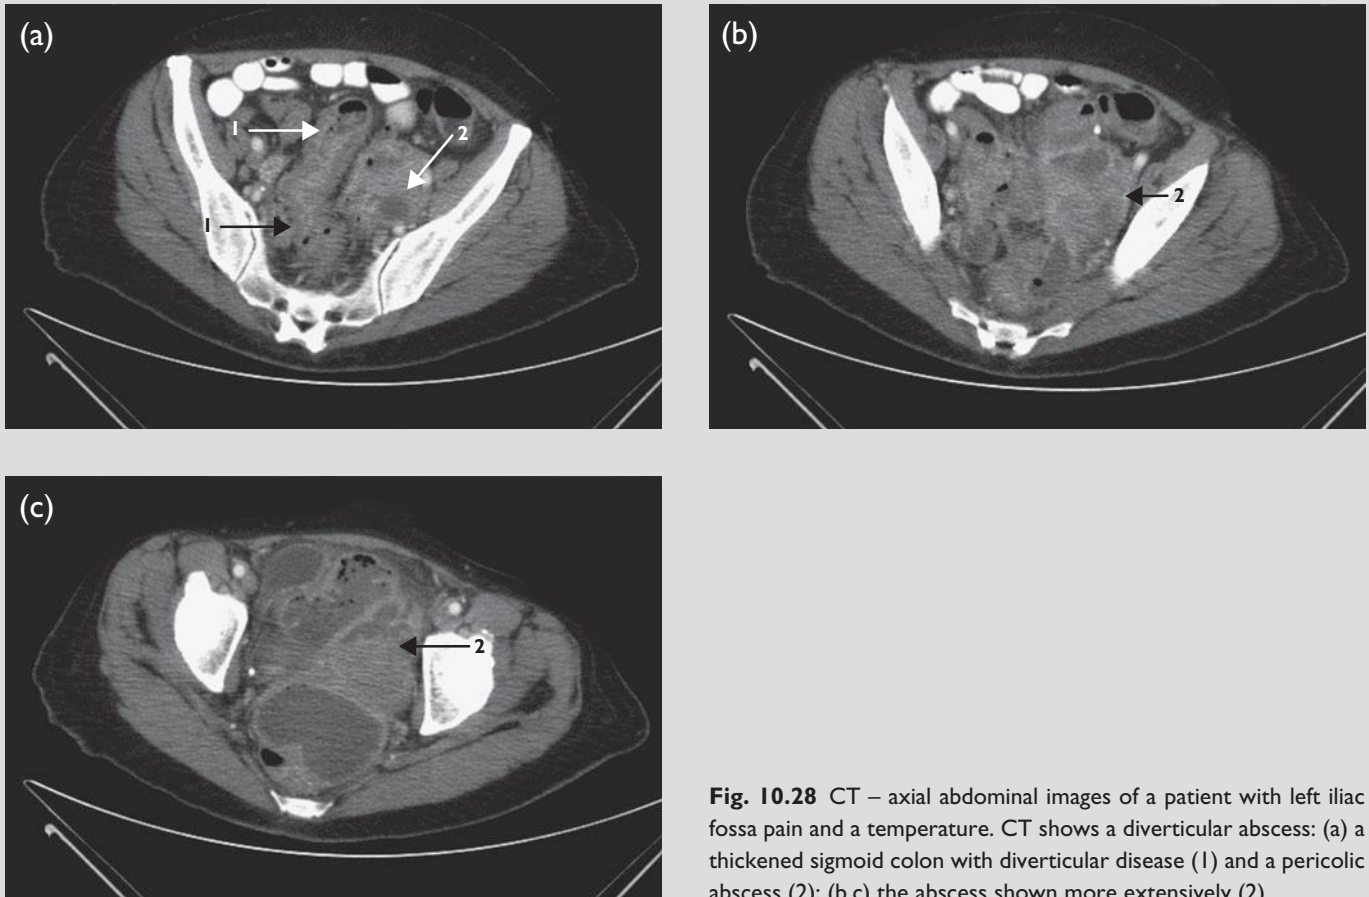 (a)
1
2
1
(b)
2
(c)
2
Fig. 10.28 CT – axial abdominal images of a patient with left iliac
fossa pain and a temperature. CT shows a diverticular abscess: (a) a
thickened sigmoid colon with diverticular disease (1) and a pericolic
abscess (2); (b,c) the abscess shown more extensively (2).